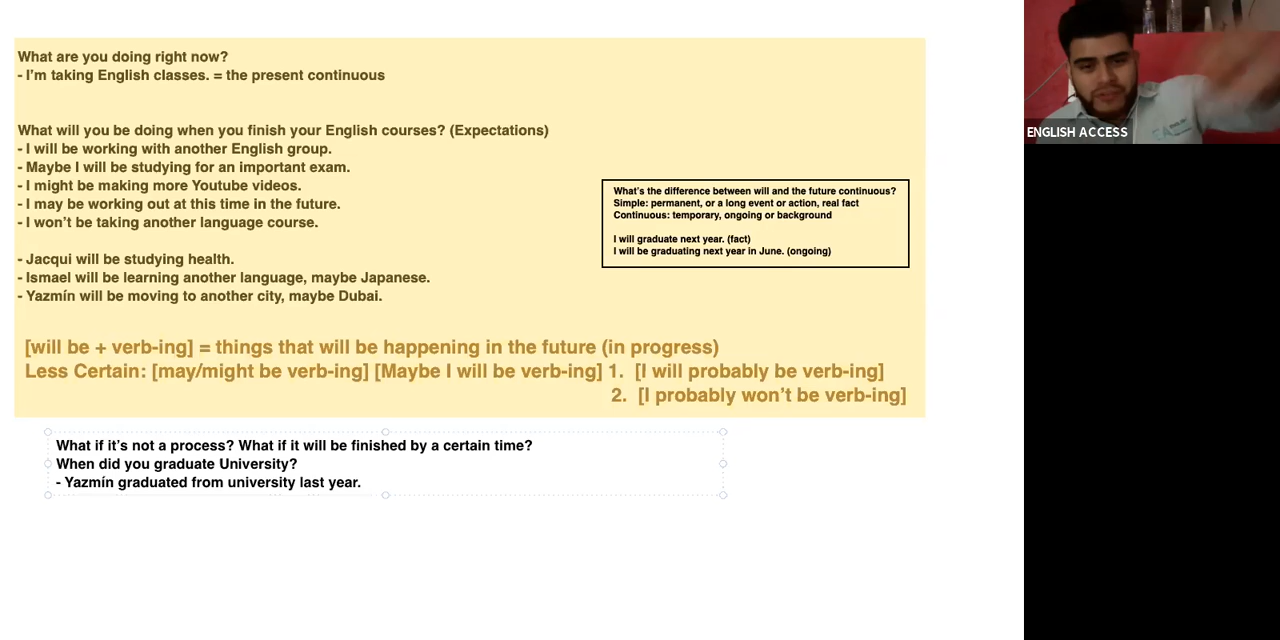 What are you doing right now?
- I'm taking English classes. = the present continuous
What will you be doing when you finish your English courses? (Expectations)
- I will be working with another English group.
- Maybe I will be studying for an important exam.
- I might be making more Youtube videos.
- I may be working out at this time in the future.
- I won't be taking another language course.
- Jacqui will be studying health.
- Ismael will be learning another language, maybe Japanese.
- Yazmín will be moving to another city, maybe Dubai.
What's the difference between will and the future continuous?
Simple: permanent, or a long event or action, real fact
Continuous: temporary, ongoing or background
I will graduate next year. (fact)
I will be graduating next year in June. (ongoing)
[will be + verb-ing] = things that will be happening in the future (in progress)
Less Certain: [may/might be verb-ing] [Maybe I will be verb-ing] 1. [I will probably be verb-ing]
2. [I probably won't be verb-ing]
What if it's not a process? What if it will be finished by a certain time?
When did you graduate University?
- Yazmín graduated from university last year.
ENGLISH ACCESS